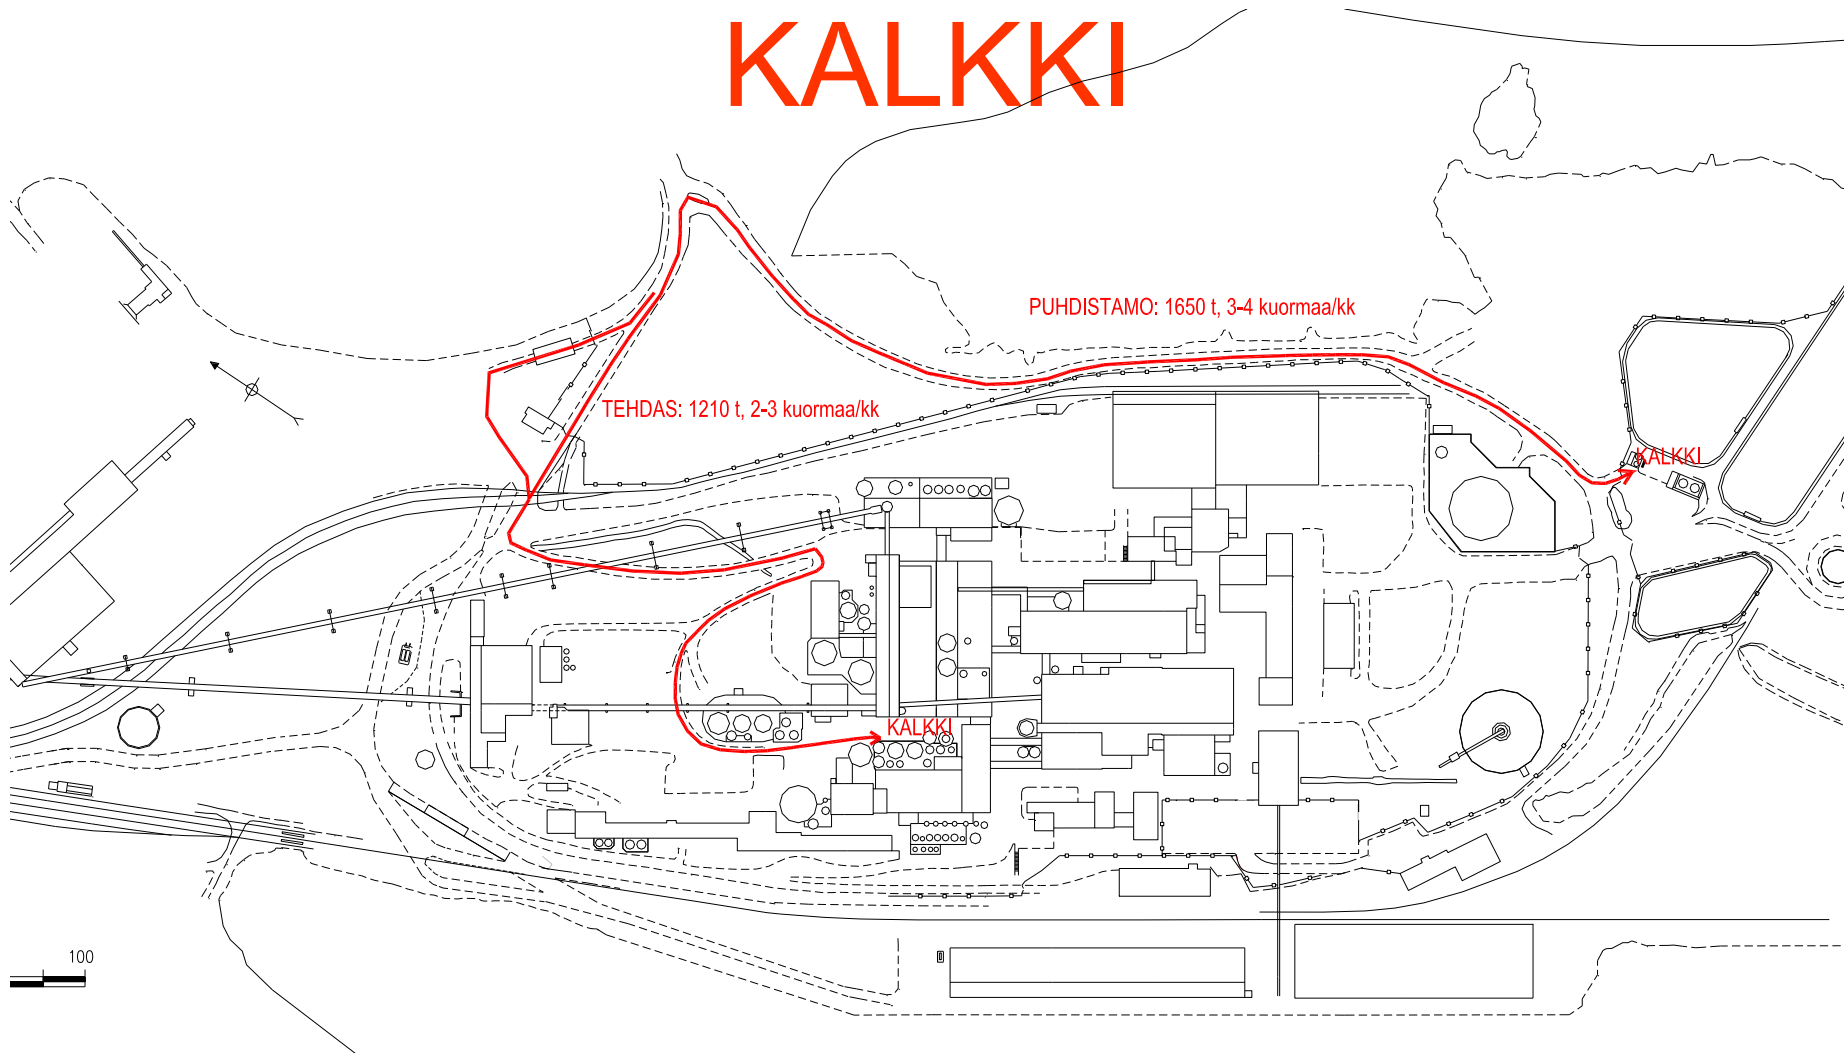 KALKKI
PUHDISTAMO: 1650 t, 3-4 kuormaa/kk
TEHDAS: 1210 t, 2-3 kuormaa/kk
KALKKI
KALKKI
100